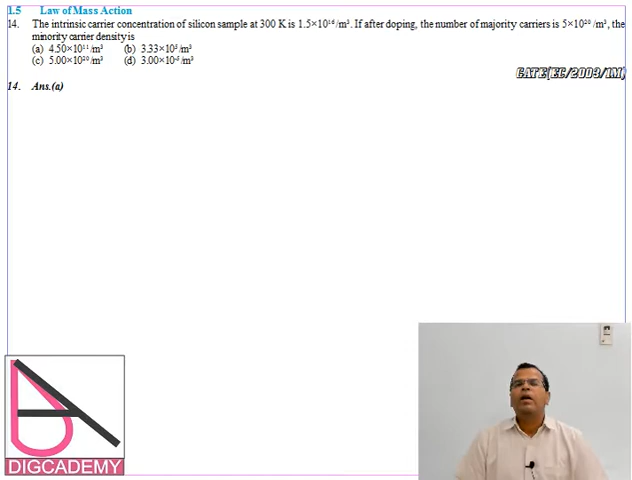 1.5 Law of Mass Action
14. The intrinsic carrier concentration of silicon sample at 300 K is 1.5×10¹⁶/m³. If after doping, the number of majority carriers is 5×10²⁰/m³, the
minority carrier density is
(a) 4.50×10¹¹/m³ (b) 3.33×10⁵/m³
(c) 5.00×10²⁰/m³ (d) 3.00×10⁻⁵/m³
GATE[EC/2003/1M]
14. Ans.(a)
DIGCADEMY